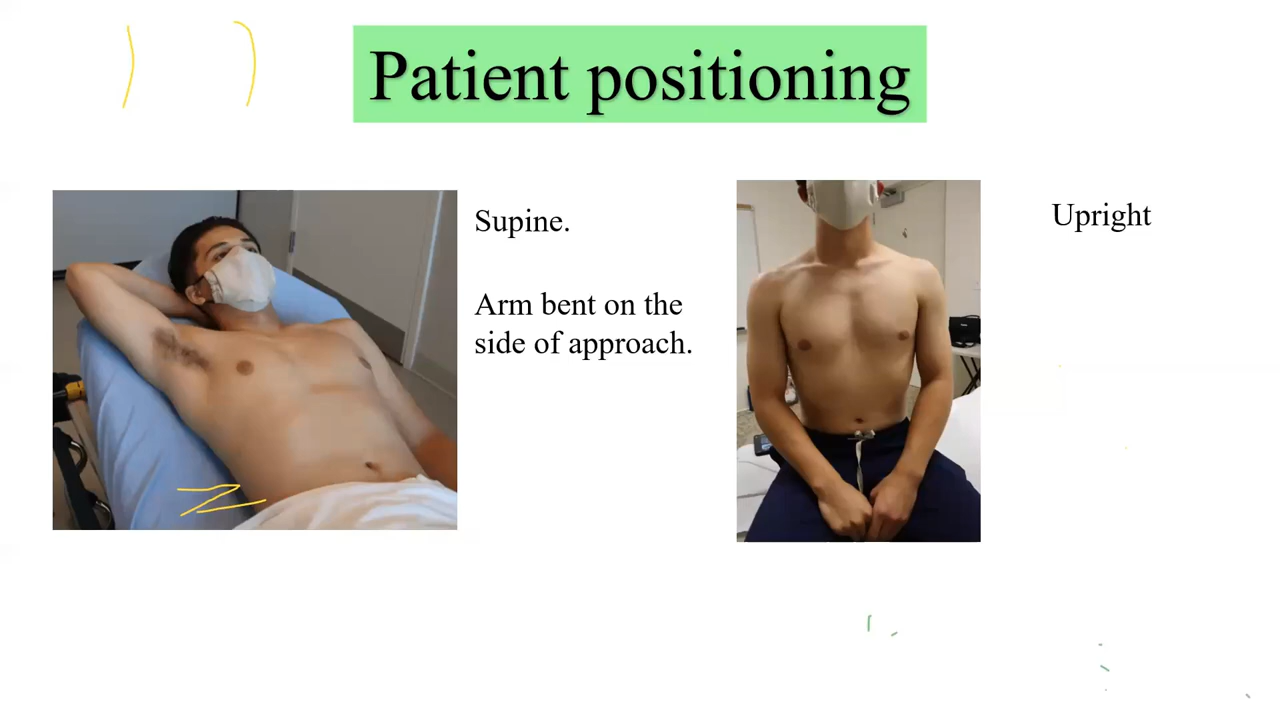 Patient positioning
Supine.
Arm bent on the
side of approach.
Upright